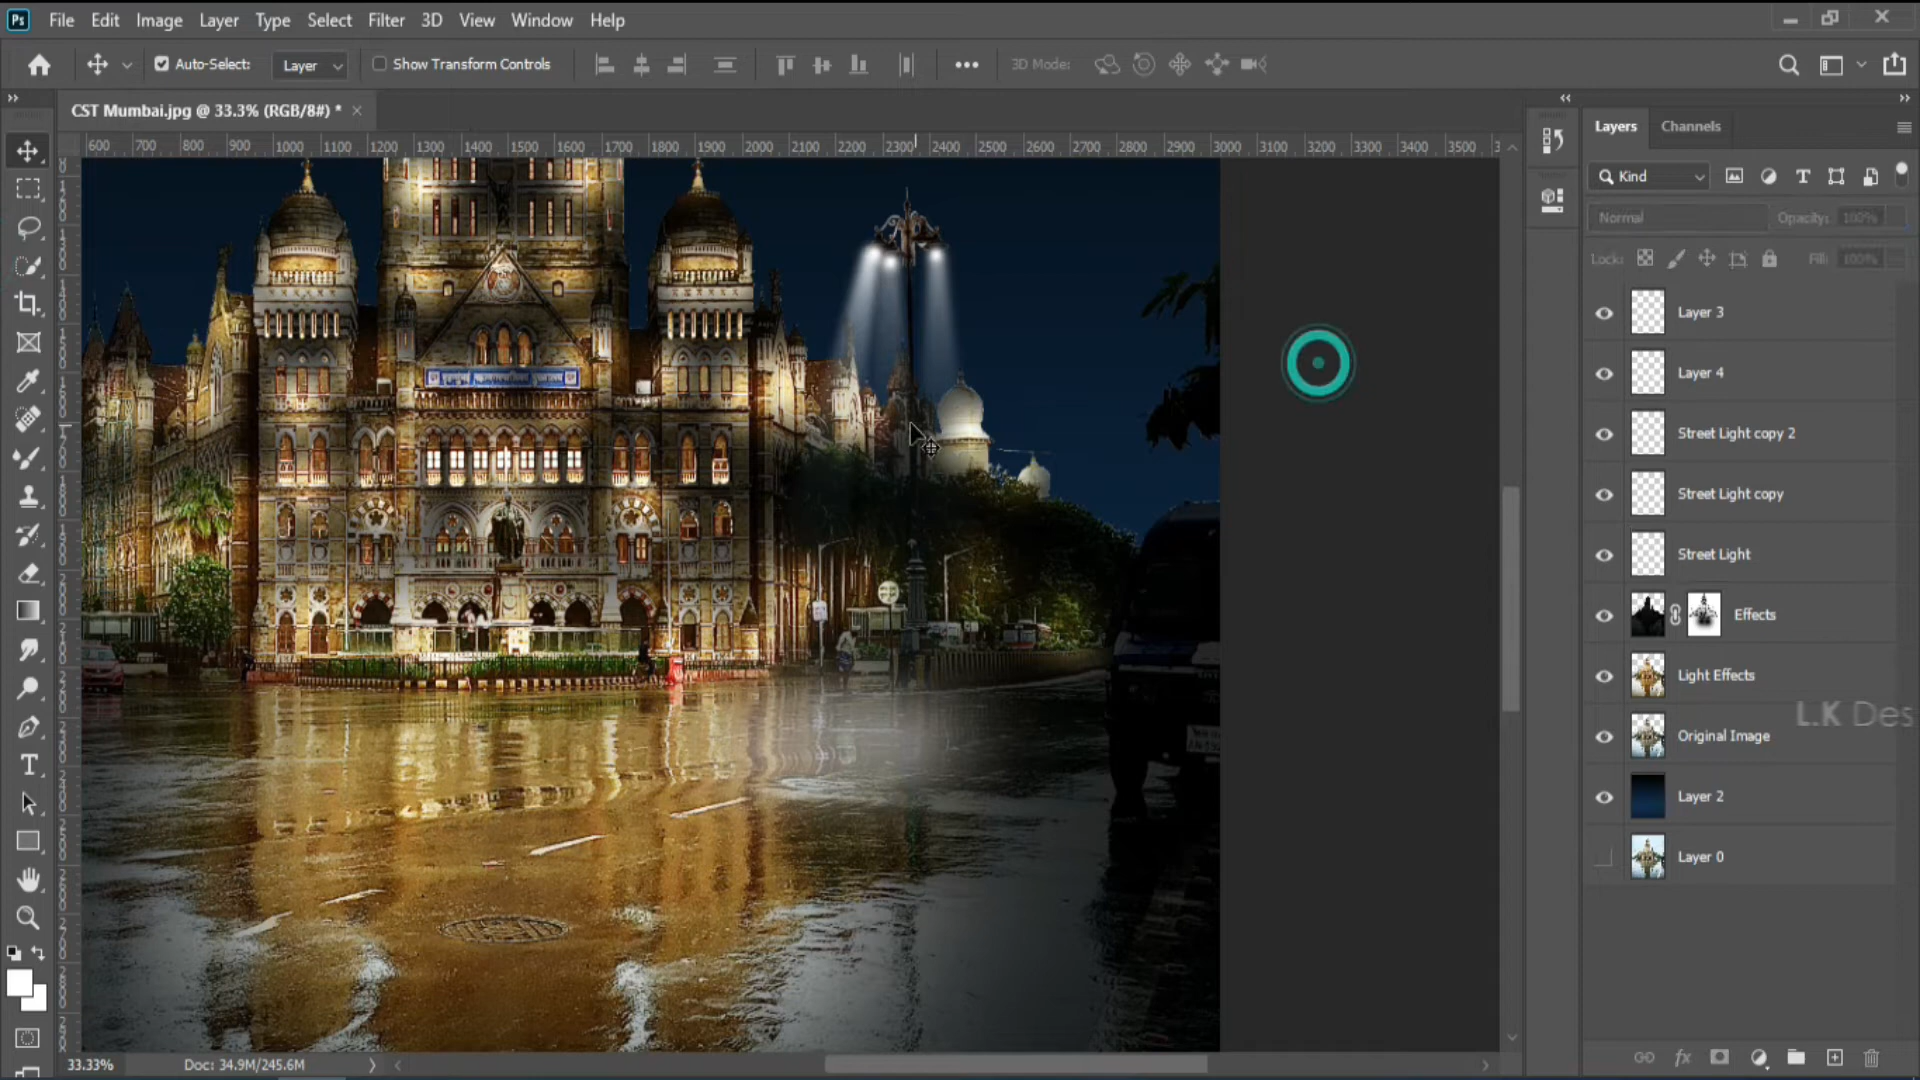 Ps File Edit Image Layer Type Select Filter 3D View Window Help
Auto-Select: Layer Show Transform Controls 3D Mode:
CST Mumbai.jpg @ 33.3% (RGB/8#) *
600 700 800 900 1000 1100 1200 1300 1400 1500 1600 1700 1800 1900 2000 2100 2200 2300 2400 2500 2600 2700 2800 2900 3000 3100 3200 3300 3400 3500
Layers Channels
Kind
Normal Opacity: 100%
Lock: Fill: 100%
Layer 3
Layer 4
Street Light copy 2
Street Light copy
Street Light
Effects
Light Effects
L.K Des
Original Image
Layer 2
Layer 0
33.33% Doc: 34.9M/245.6M